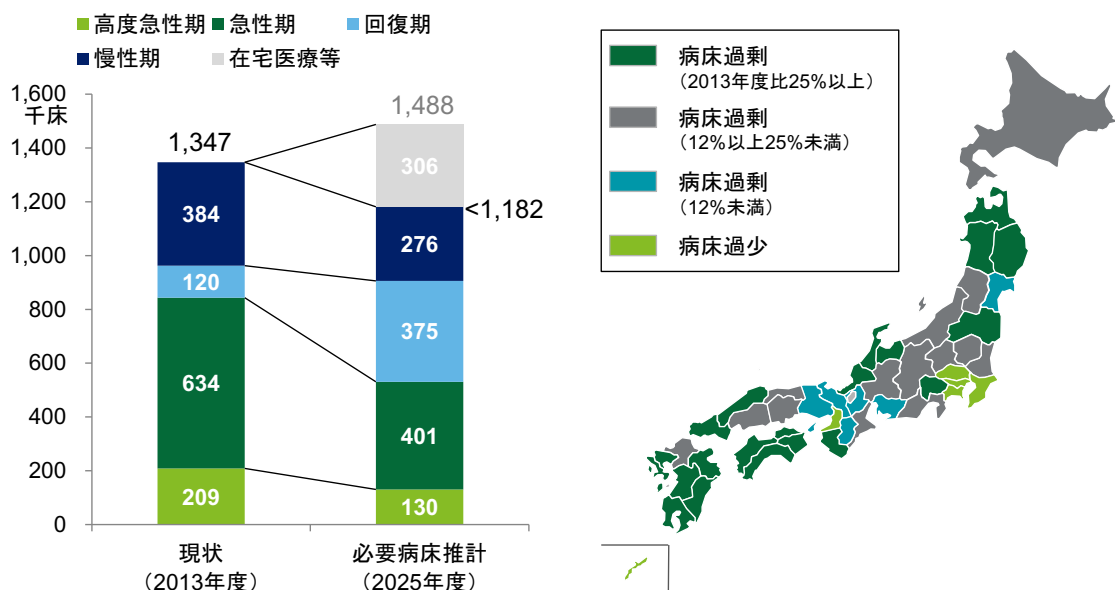 高度急性期 急性期 回復期
慢性期 在宅医療等
1,600
千床
1,400
1,200
1,000
800
600
400
200
0
1,347
384
120
634
209
1,488
306
<1,182
276
375
401
130
現状
（2013年度）
必要病床推計
（2025年度）
病床過剰
（2013年度比25%以上）
病床過剰
（12%以上25%未満）
病床過剰
（12%未満）
病床過少